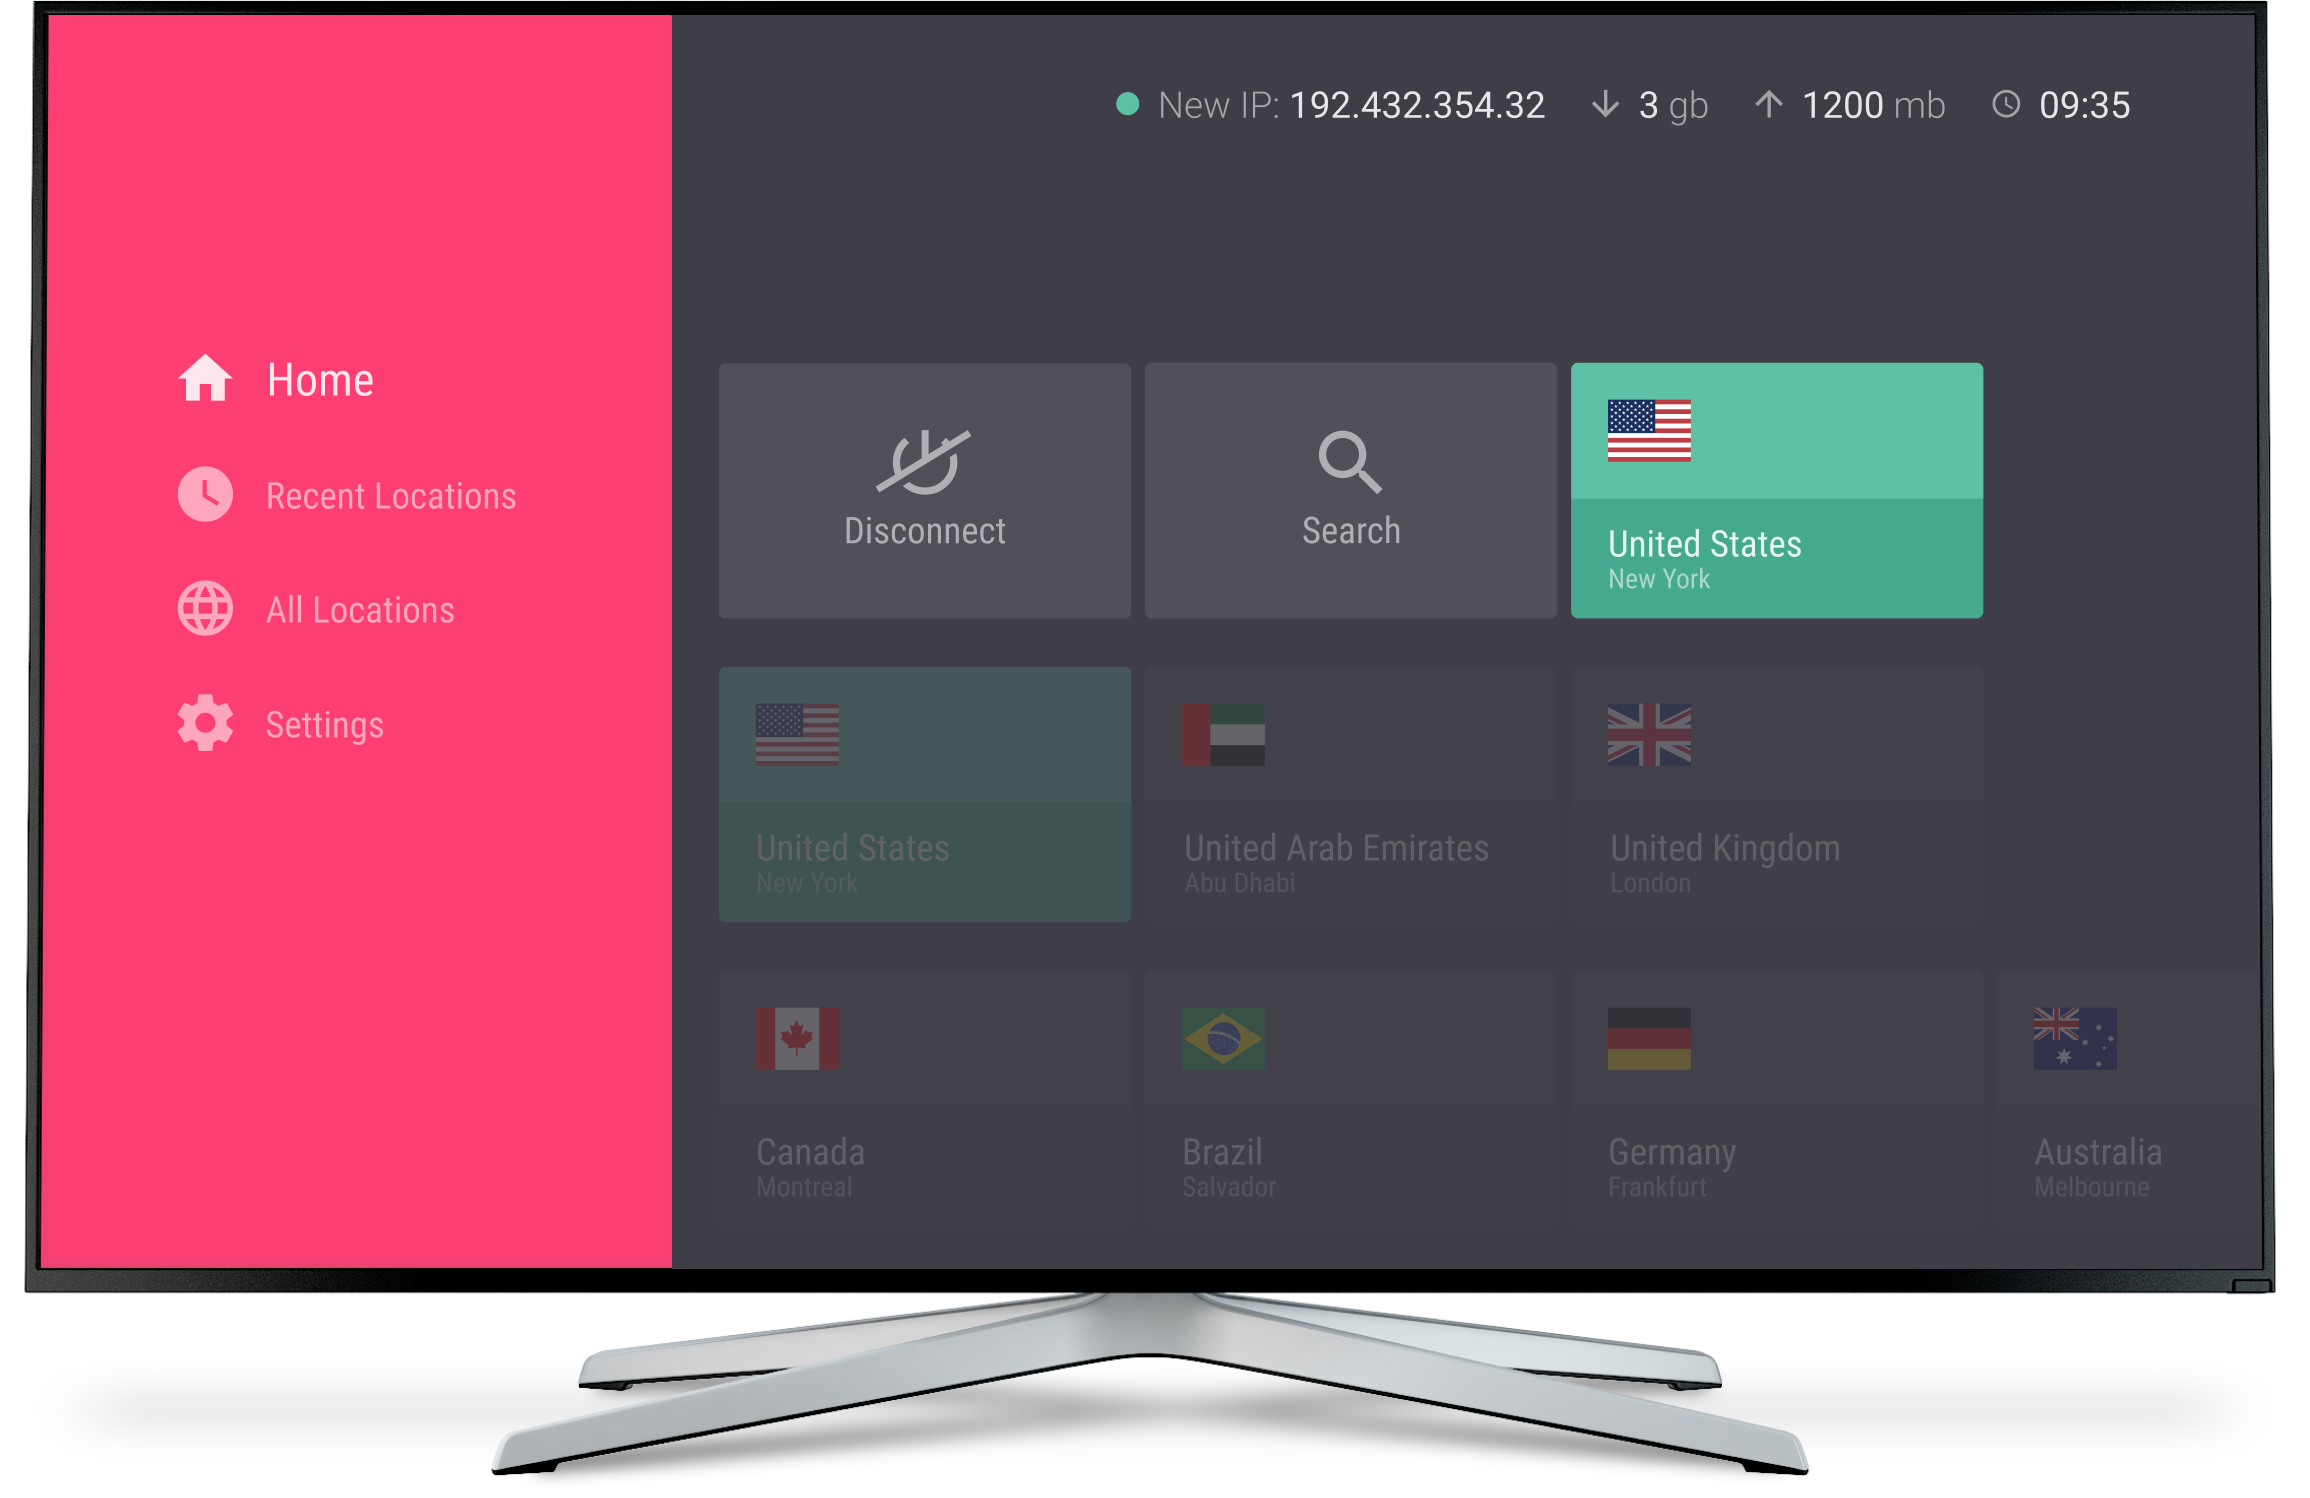 New IP: 192.432.354.32 3 gb 1200 mb 09:35
Home
Recent Locations
All Locations
Settings
Disconnect
Search
United States
New York
United States
New York
United Arab Emirates
Abu Dhabi
United Kingdom
London
Canada
Montreal
Brazil
Salvador
Germany
Frankfurt
Australia
Melbourne